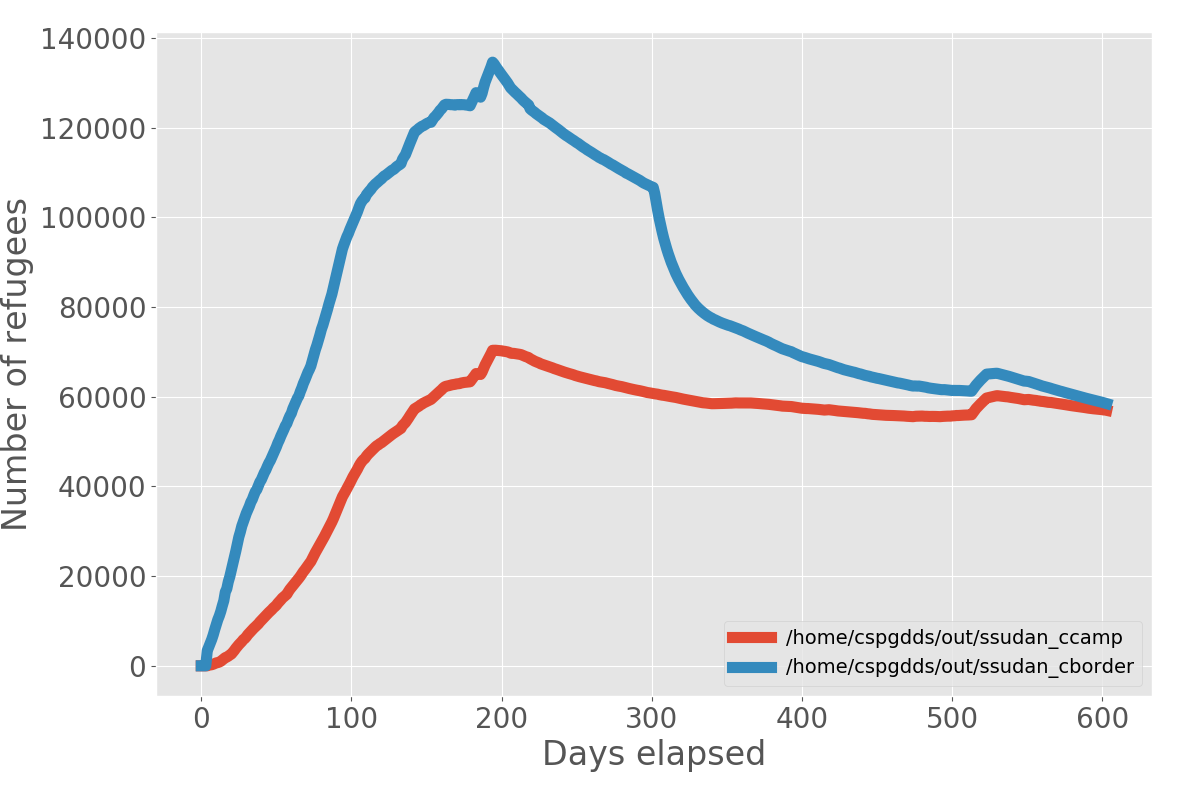 Number of refugees
140000
120000
100000
80000
60000
40000
20000
0
0 100 200 300 400 500 600
Days elapsed
/home/cspgdds/out/ssudan_ccamp
/home/cspgdds/out/ssudan_cborder